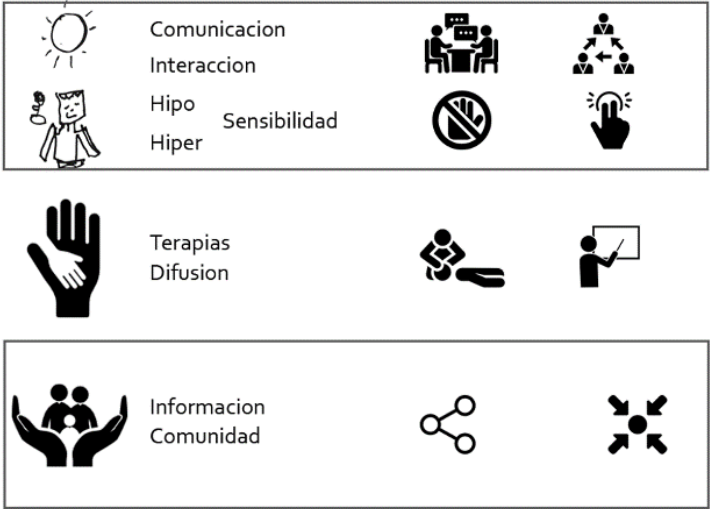 Comunicacion
Interaccion
Hipo
Sensibilidad
Hiper
Terapias
Difusion
Informacion
Comunidad